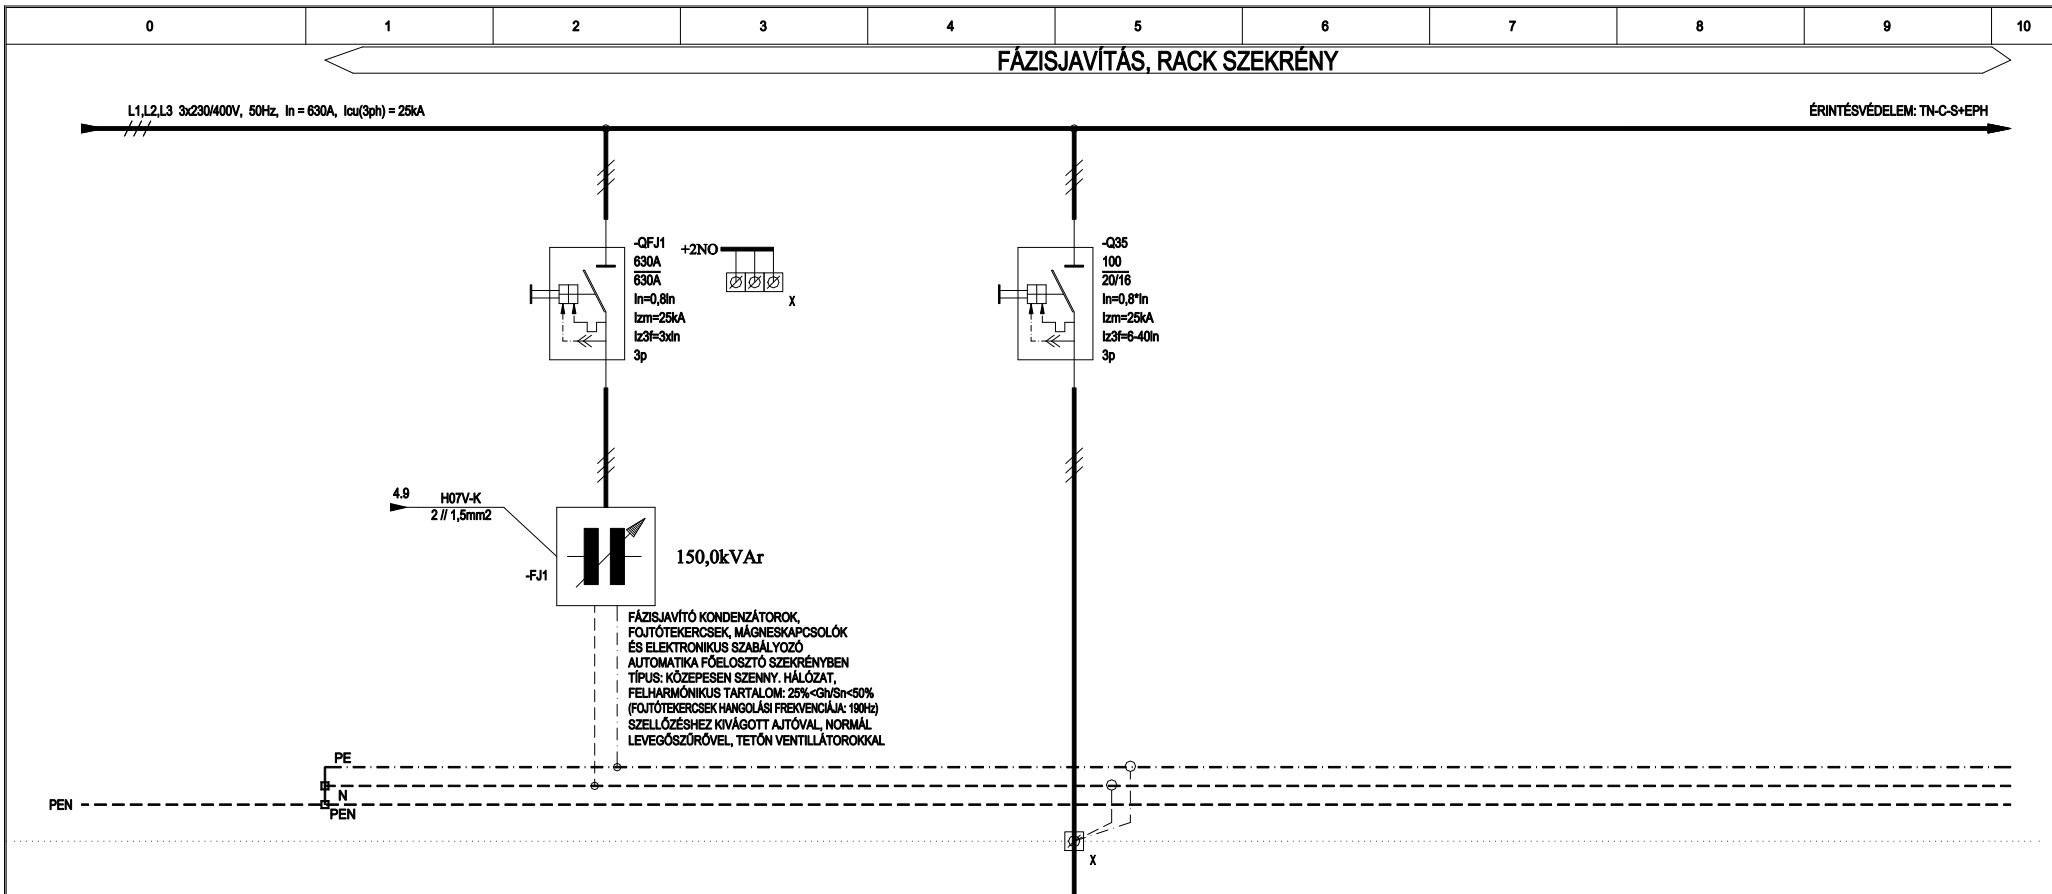 0 1 2 3 4 5 6 7 8 9 10
FÁZISJAVÍTÁS, RACK SZEKRÉNY
L1,L2,L3 3x230/400V, 50Hz, In = 630A, Icu(3ph) = 25kA
ÉRINTÉSVÉDELEM: TN-C-S+EPH
-QFJ1
630A
630A
In=0,8In
Izm=25kA
Iz3f=3xIn
3p
+2NO
X
-Q35
100
20/16
In=0,8*In
Izm=25kA
Iz3f=6-40In
3p
4.9
H07V-K
2 // 1,5mm2
-FJ1
150,0kVAr
FÁZISJAVÍTÓ KONDENZÁTOROK,
FOJTÓTEKERCSEK, MÁGNESKAPCSOLÓK
ÉS ELEKTRONIKUS SZABÁLYOZÓ
AUTOMATIKA FŐELOSZTÓ SZEKRÉNYBEN
TÍPUS: KÖZEPESEN SZENNY. HÁLÓZAT,
FELHARMÓNIKUS TARTALOM: 25%<Gh/Sn<50%
(FOJTÓTEKERCSEK HANGOLÁSI FREKVENCIÁJA: 190Hz)
SZELLŐZÉSHEZ KIVÁGOTT AJTÓVAL, NORMÁL
LEVEGŐSZŰRŐVEL, TETŐN VENTILLÁTOROKKAL
PE
N
PEN
PEN
X